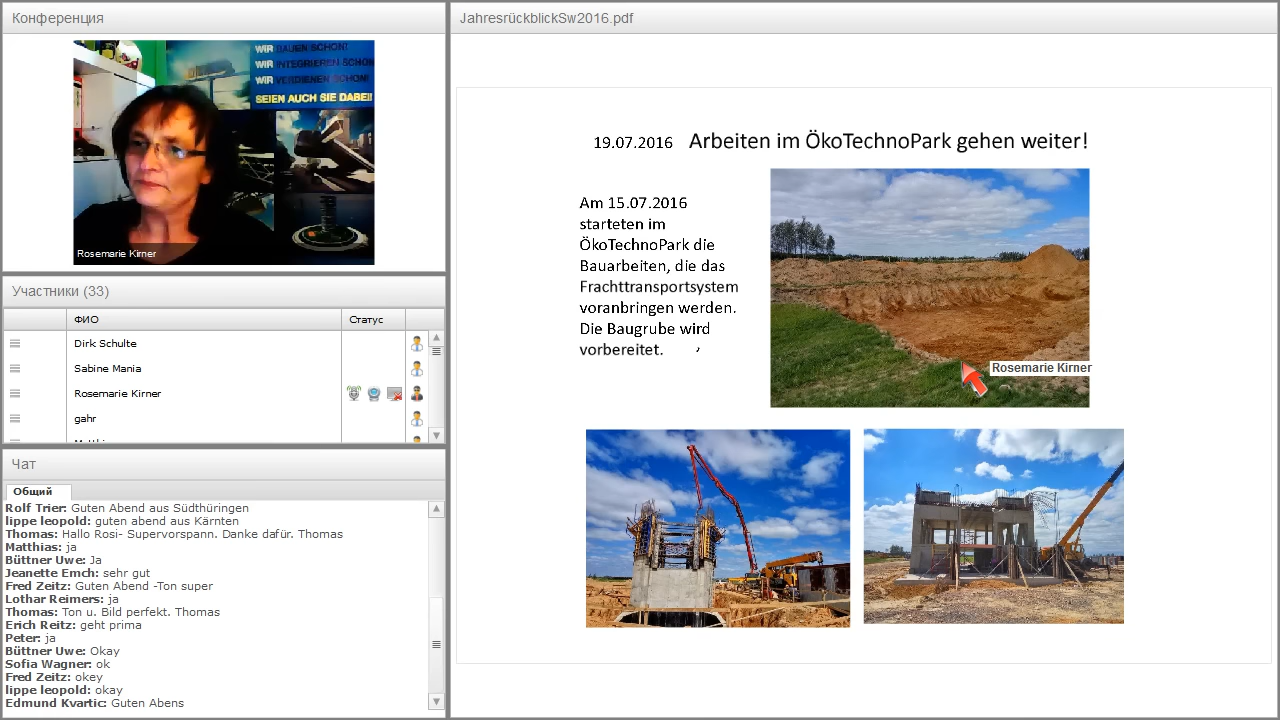 Конференция
WIR BAUEN SCHON!
WIR INTEGRIEREN SCHON
WIR VERDIENEN SCHON!
SEIEN AUCH SIE DABEI!
Rosemarie Kirner
Участники (33)
ФИО
Статус
Dirk Schulte
Sabine Mania
Rosemarie Kirner
gahr
Чат
Общий
Rolf Trier: Guten Abend aus Südthüringen
lippe leopold: guten abend aus Kärnten
Thomas: Hallo Rosi- Supervorspann. Danke dafür. Thomas
Matthias: ja
Büttner Uwe: Ja
Jeanette Emch: sehr gut
Fred Zeitz: Guten Abend -Ton super
Lothar Reimers: ja
Thomas: Ton u. Bild perfekt. Thomas
Erich Reitz: geht prima
Peter: ja
Büttner Uwe: Okay
Sofia Wagner: ok
Fred Zeitz: okey
lippe leopold: okay
Edmund Kvartic: Guten Abens
JahresrückblickSw2016.pdf
19.07.2016 Arbeiten im ÖkoTechnoPark gehen weiter!
Am 15.07.2016
starteten im
ÖkoTechnoPark die
Bauarbeiten, die das
Frachttransportsystem
voranbringen werden.
Die Baugrube wird
vorbereitet. ,
Rosemarie Kirner